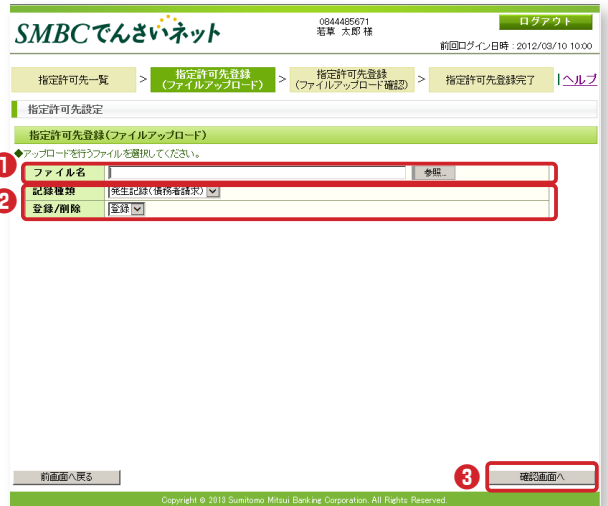 SMBCでんさいネット
0844485671
若草 太郎 様
ログアウト
前回ログイン日時：2012/03/10 10:00
指定許可先一覧 > 指定許可先登録 > 指定許可先登録 > 指定許可先登録完了 ヘルプ
(ファイルアップロード) (ファイルアップロード確認)
指定許可先設定
指定許可先登録(ファイルアップロード)
◆アップロードを行うファイルを選択してください。
1 ファイル名 参照...
2 記録種類 発生記録(債務者請求)
登録/削除 登録
前画面へ戻る 3 確認画面へ
Copyright © 2013 Sumitomo Mitsui Banking Corporation. All Rights Reserved.